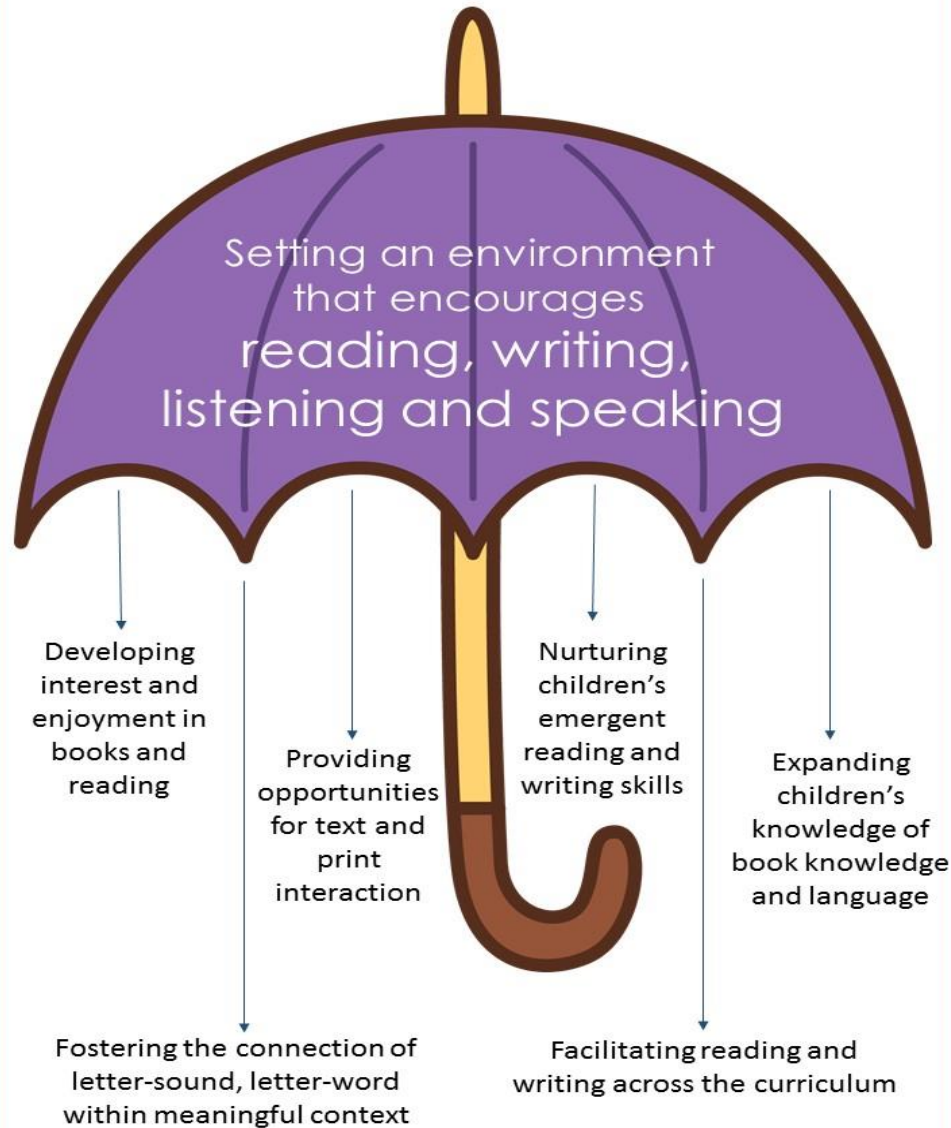 Setting an environment
that encourages
reading, writing,
listening and speaking
Developing
interest and
enjoyment in
books and
reading
Fostering the connection of
letter-sound, letter-word
within meaningful context
Providing
opportunities
for text and
print
interaction
Nurturing
children’s
emergent
reading and
writing skills
Facilitating reading and
writing across the curriculum
Expanding
children’s
knowledge of
book knowledge
and language